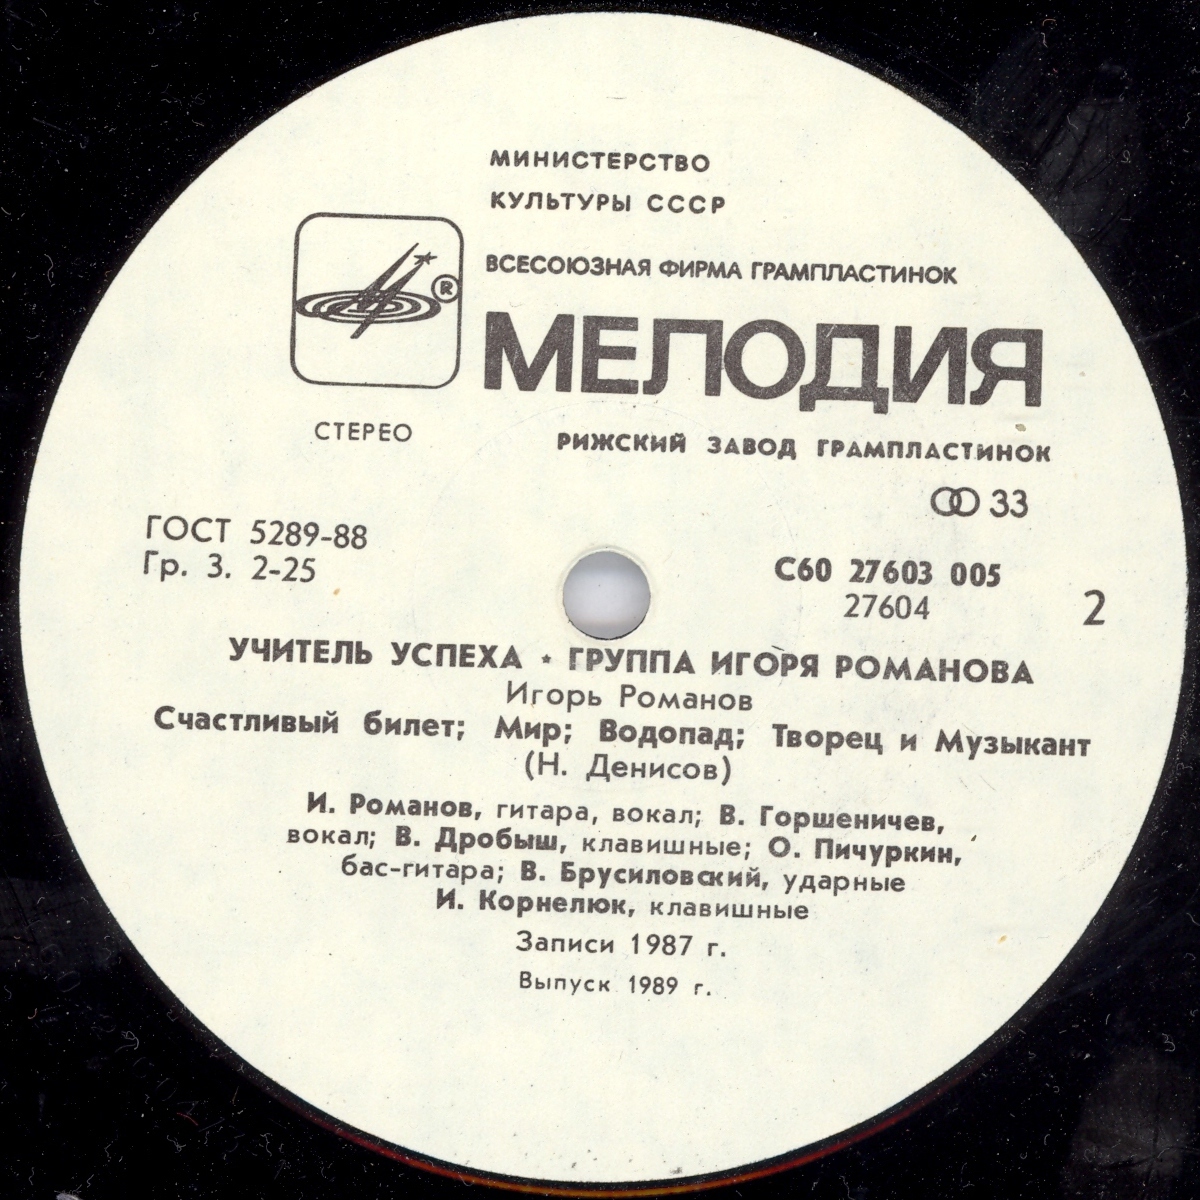 МИНИСТЕРСТВО
КУЛЬТУРЫ СССР
ВСЕСОЮЗНАЯ ФИРМА ГРАМПЛАСТИНОК
®
МЕЛОДИЯ
СТЕРЕО
РИЖСКИЙ ЗАВОД ГРАМПЛАСТИНОК
33
ГОСТ 5289-88
Гр. 3. 2-25
С60 27603 005
27604
2
УЧИТЕЛЬ УСПЕХА • ГРУППА ИГОРЯ РОМАНОВА
Игорь Романов
Счастливый билет; Мир; Водопад; Творец и Музыкант
(Н. Денисов)
И. Романов, гитара, вокал; В. Горшеничев,
вокал; В. Дробыш, клавишные; О. Пичуркин,
бас-гитара; В. Брусиловский, ударные
И. Корнелюк, клавишные
Записи 1987 г.
Выпуск 1989 г.